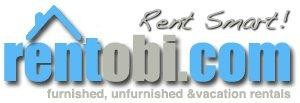 Rent Smart!
rentobi.com
furnished, unfurnished &vacation rentals